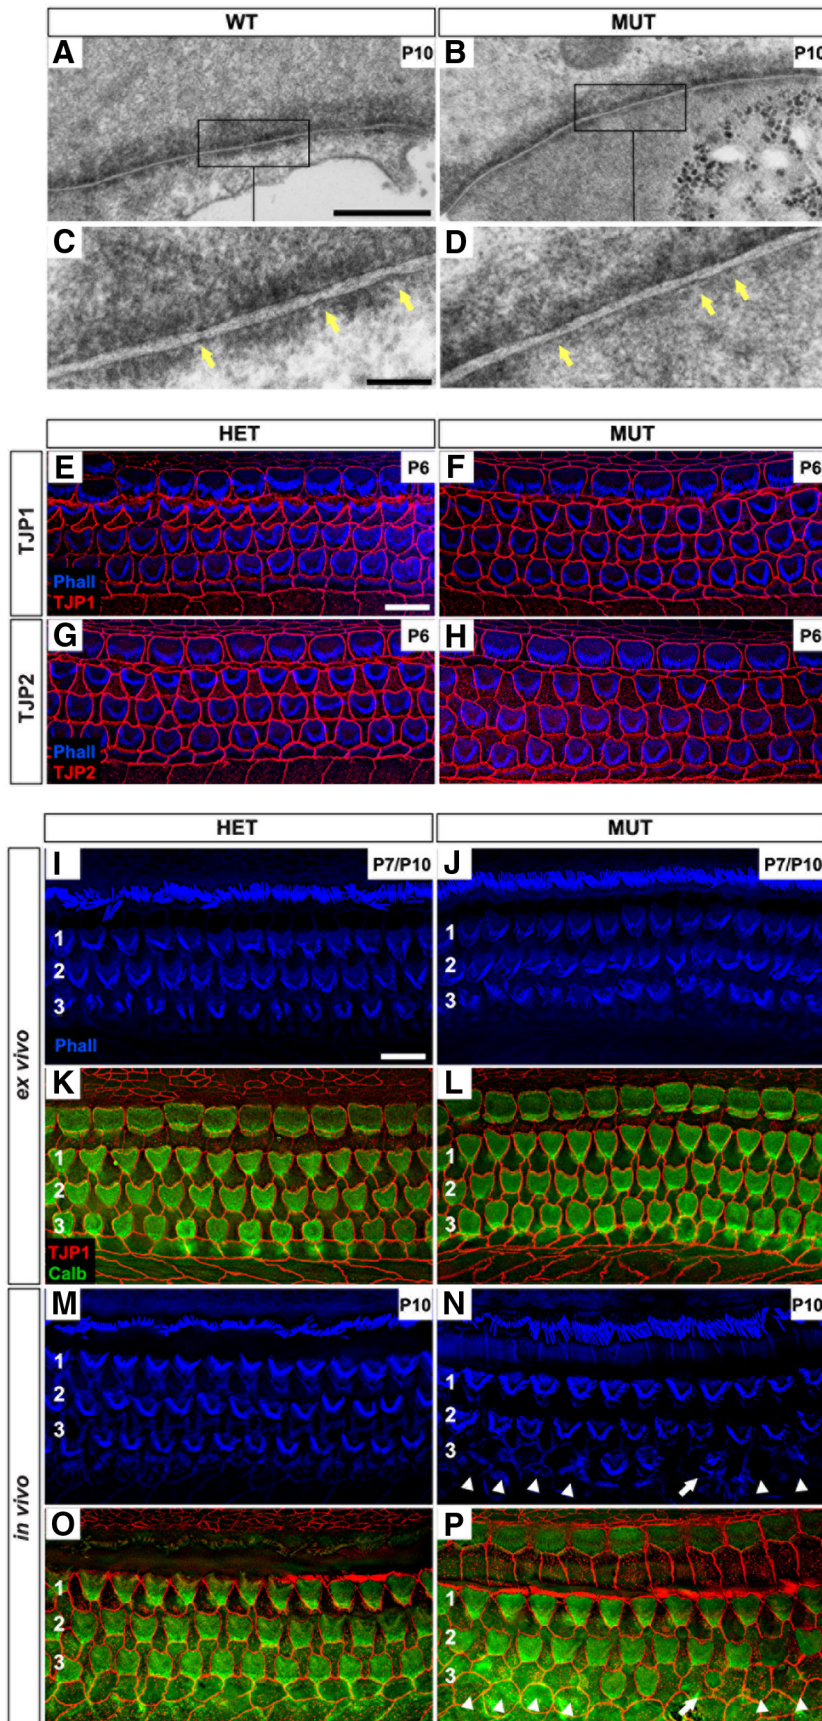 WT MUT
A P10 B P10
C D
HET MUT
TJP1
E P6 F P6
Phall
TJP1
TJP2
G P6 H P6
Phall
TJP2
HET MUT
ex vivo
I P7/P10 J P7/P10
1 1
2 2
3 3
Phall
K L
1 1
2 2
3 3
TJP1
Calb
in vivo
M P10 N P10
1 1
2 2
3 3
O P
1 1
2 2
3 3